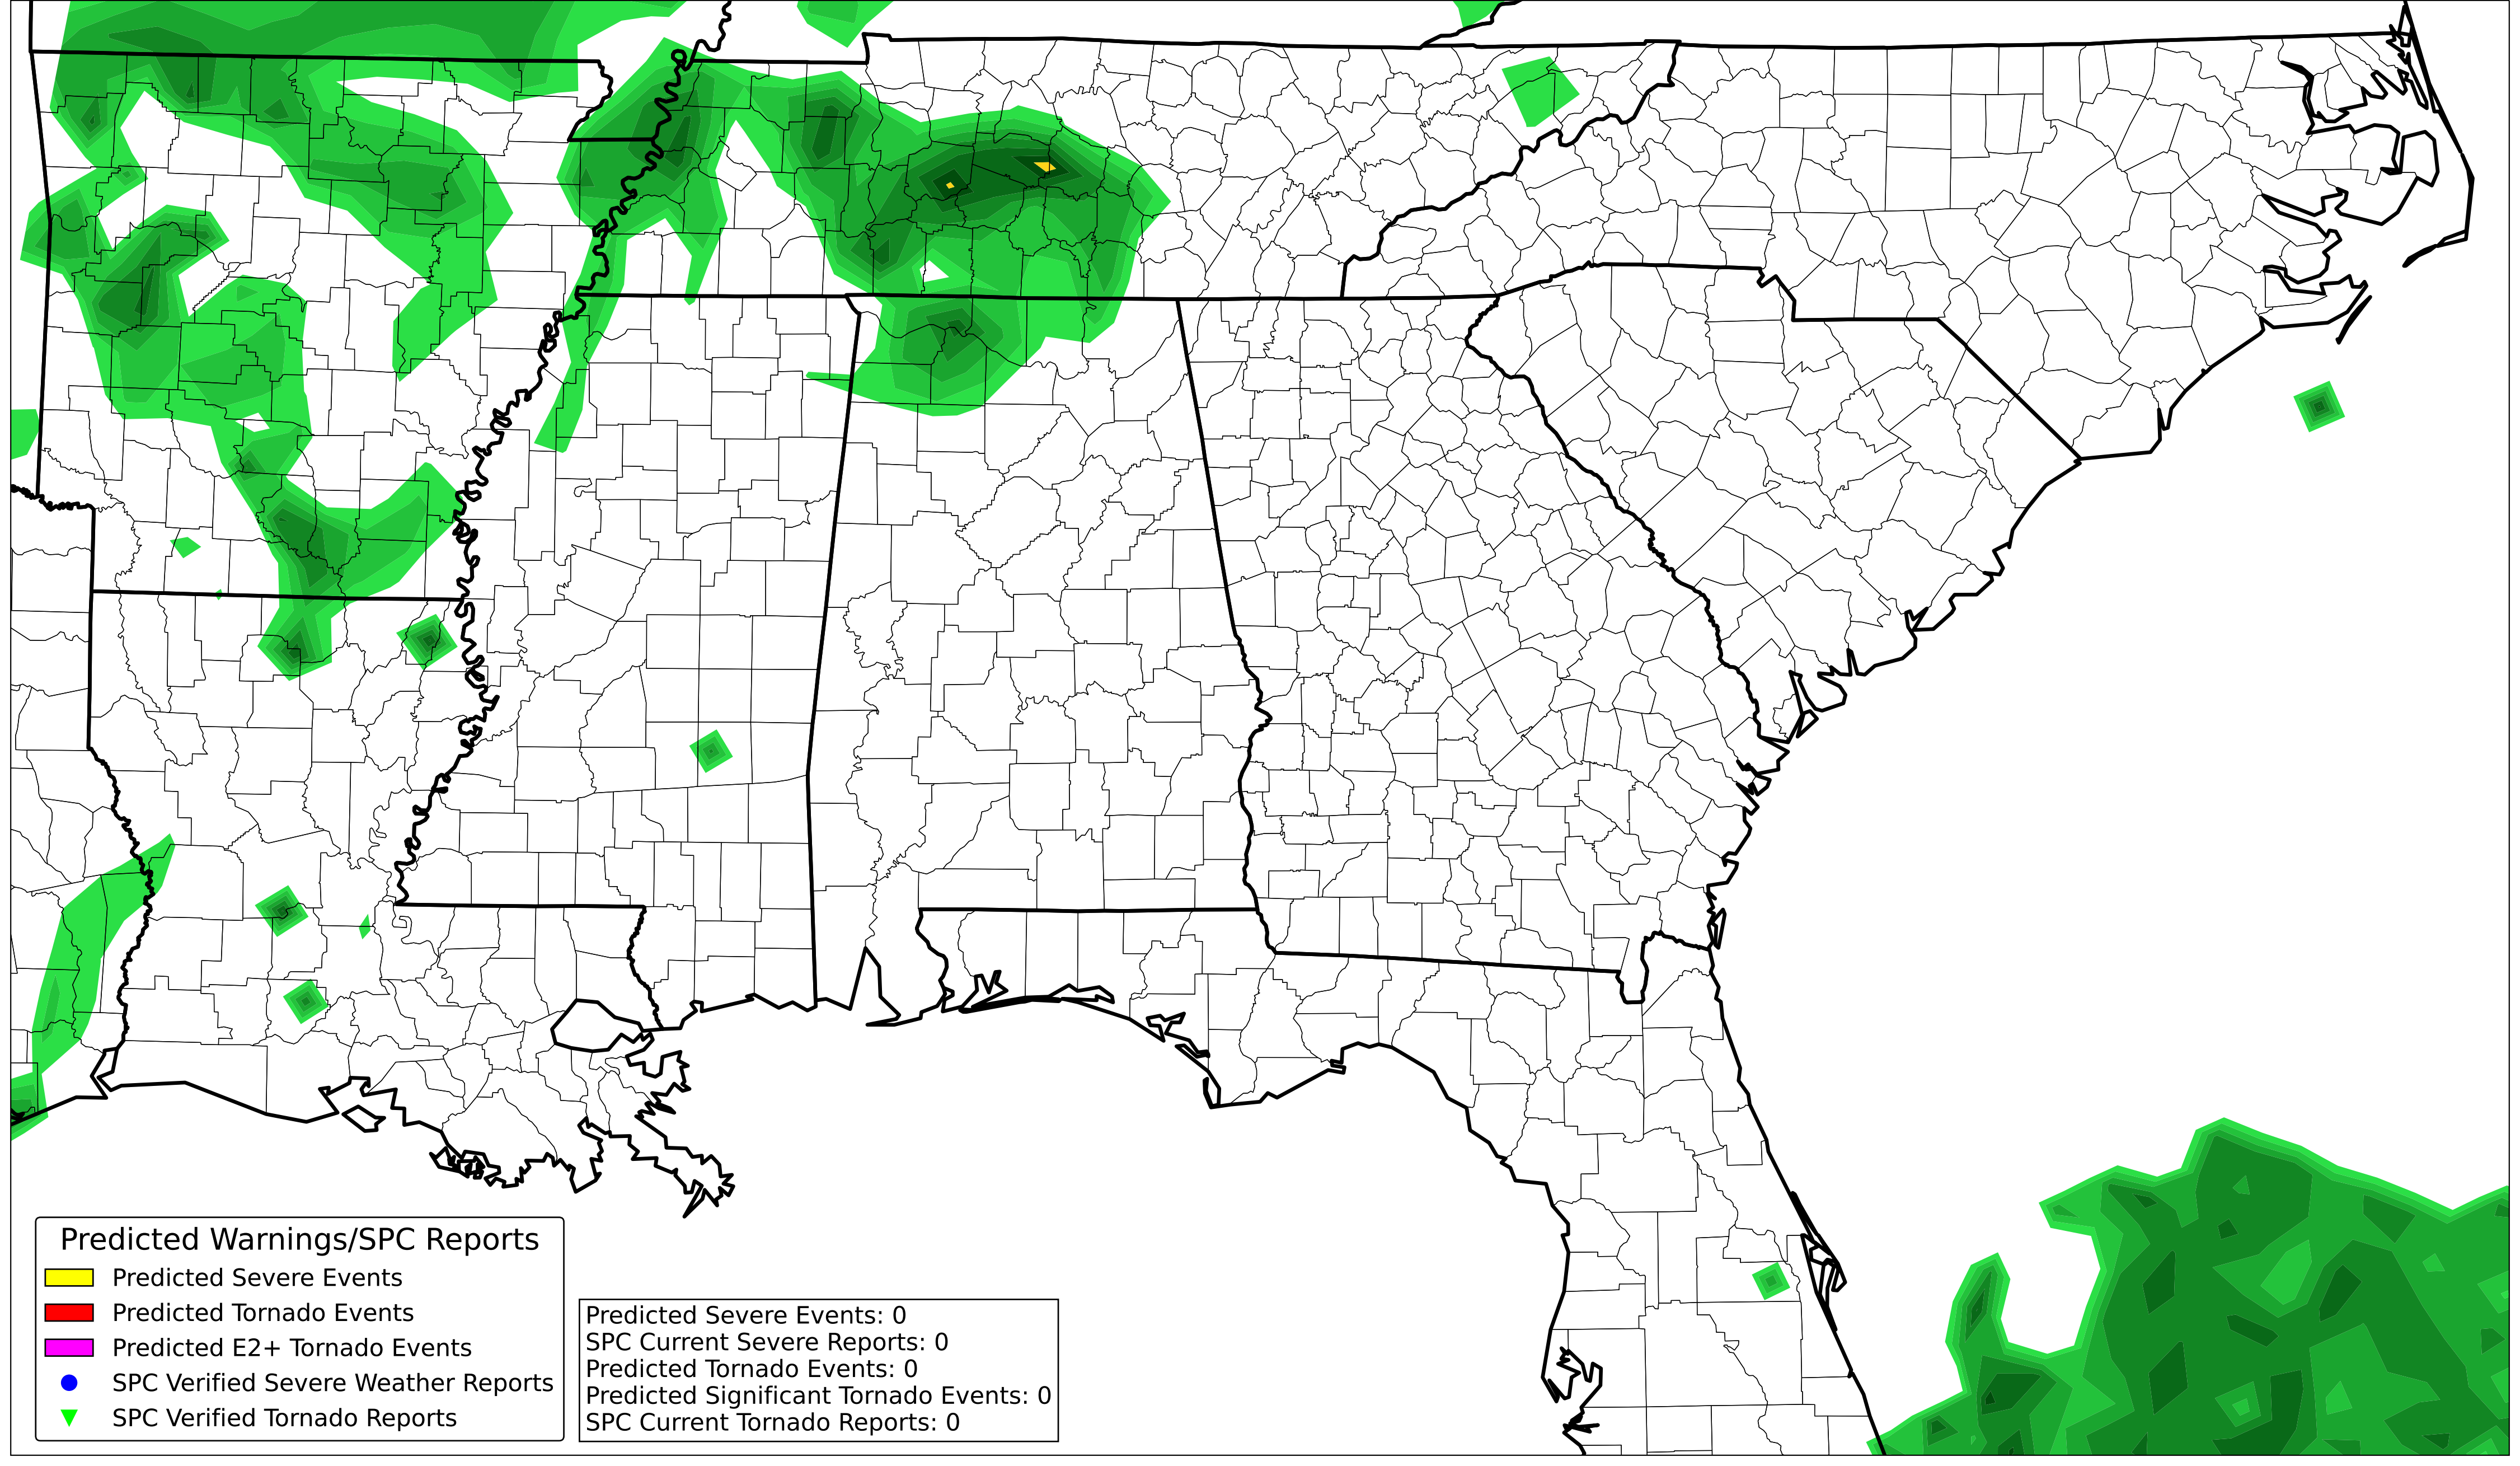 Predicted Warnings/SPC Reports
Predicted Severe Events
Predicted Tornado Events
Predicted E2+ Tornado Events
SPC Verified Severe Weather Reports
SPC Verified Tornado Reports
Predicted Severe Events: 0
SPC Current Severe Reports: 0
Predicted Tornado Events: 0
Predicted Significant Tornado Events: 0
SPC Current Tornado Reports: 0